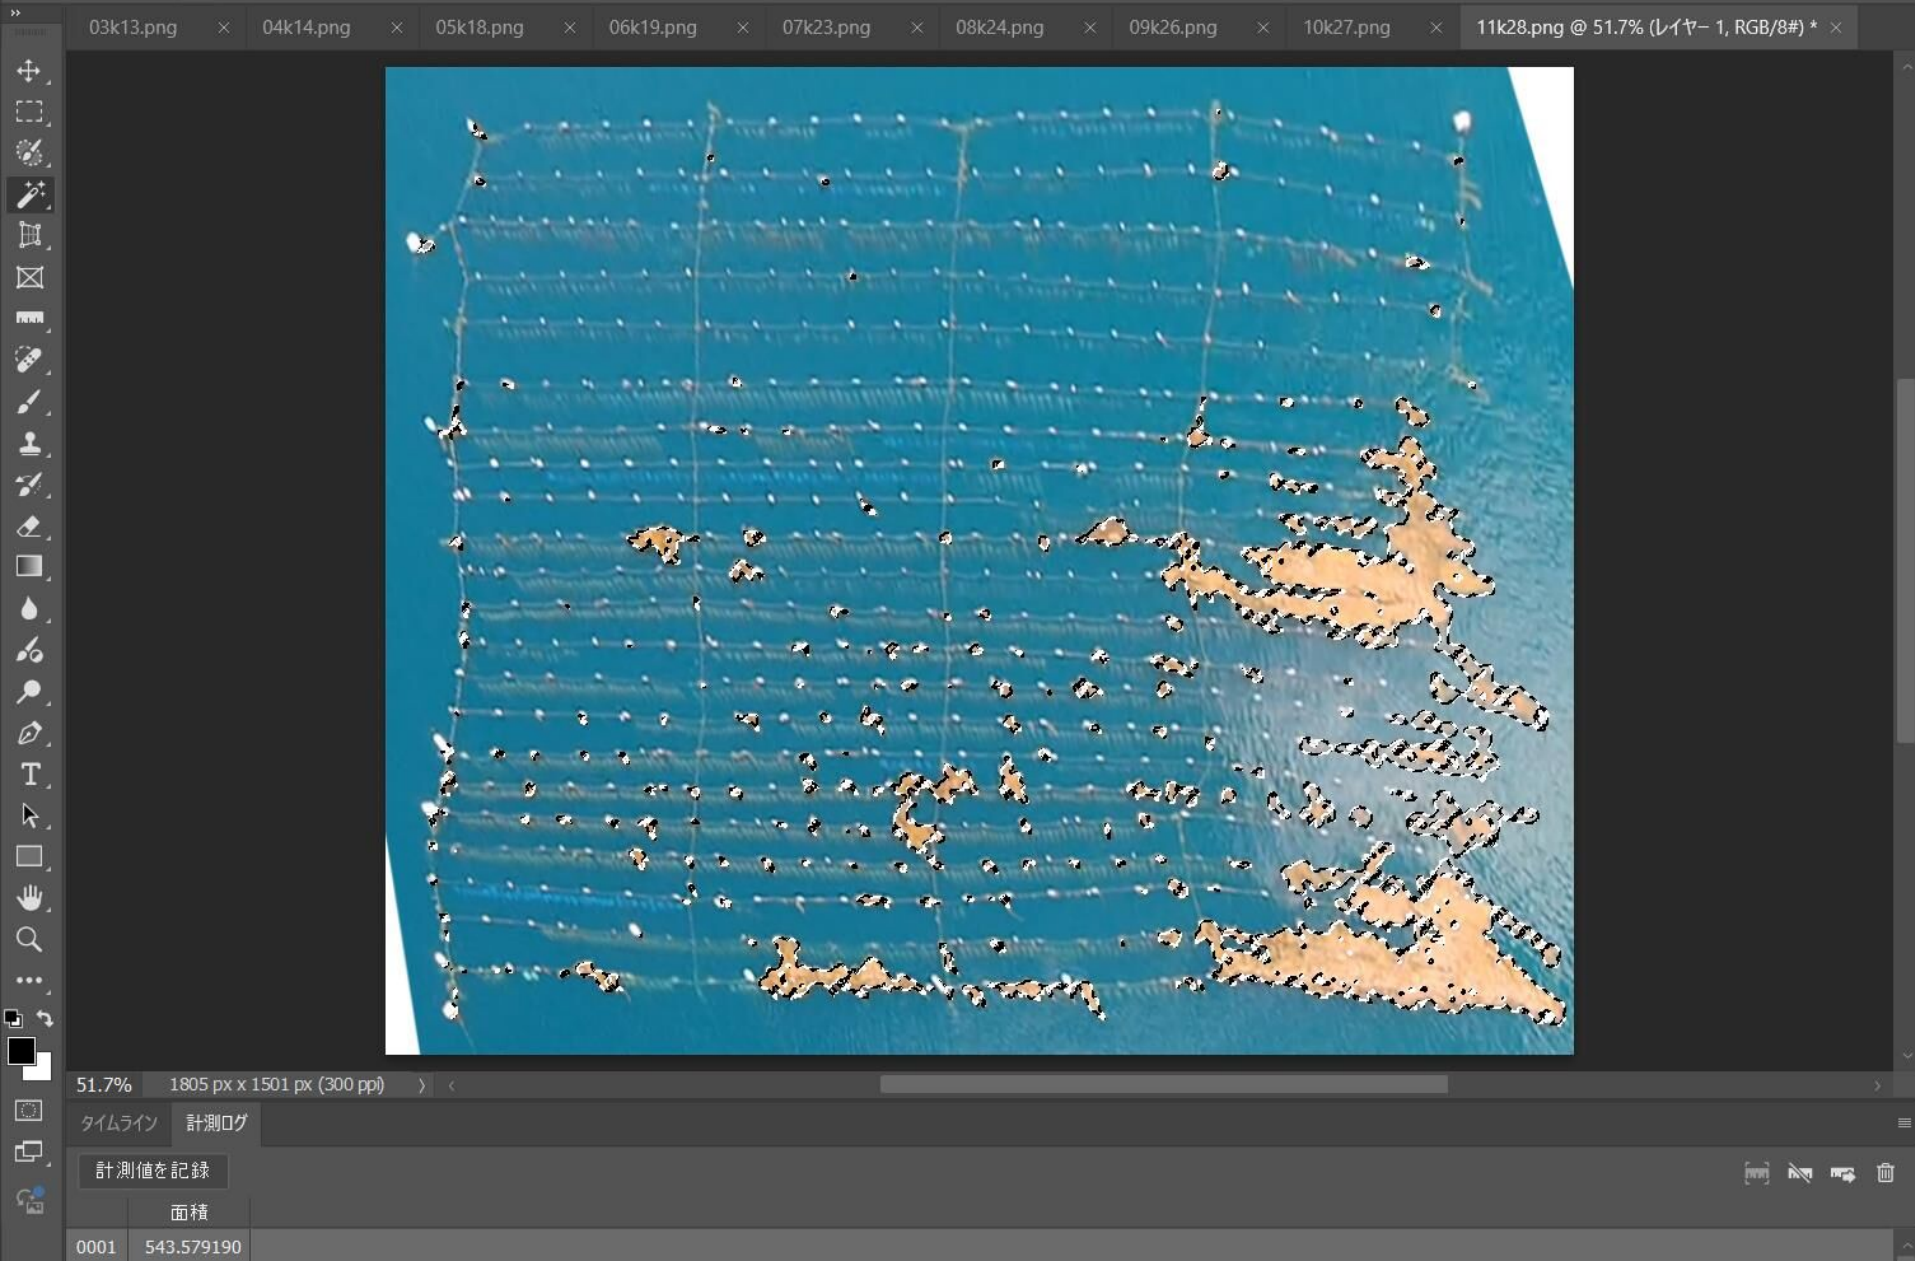 03k13.png × 04k14.png × 05k18.png × 06k19.png × 07k23.png × 08k24.png × 09k26.png × 10k27.png × 11k28.png @ 51.7% (レイヤー 1, RGB/8#) * ×
51.7% 1805 px x 1501 px (300 ppi)
タイムライン 計測ログ
計測値を記録
面積
0001 543.579190